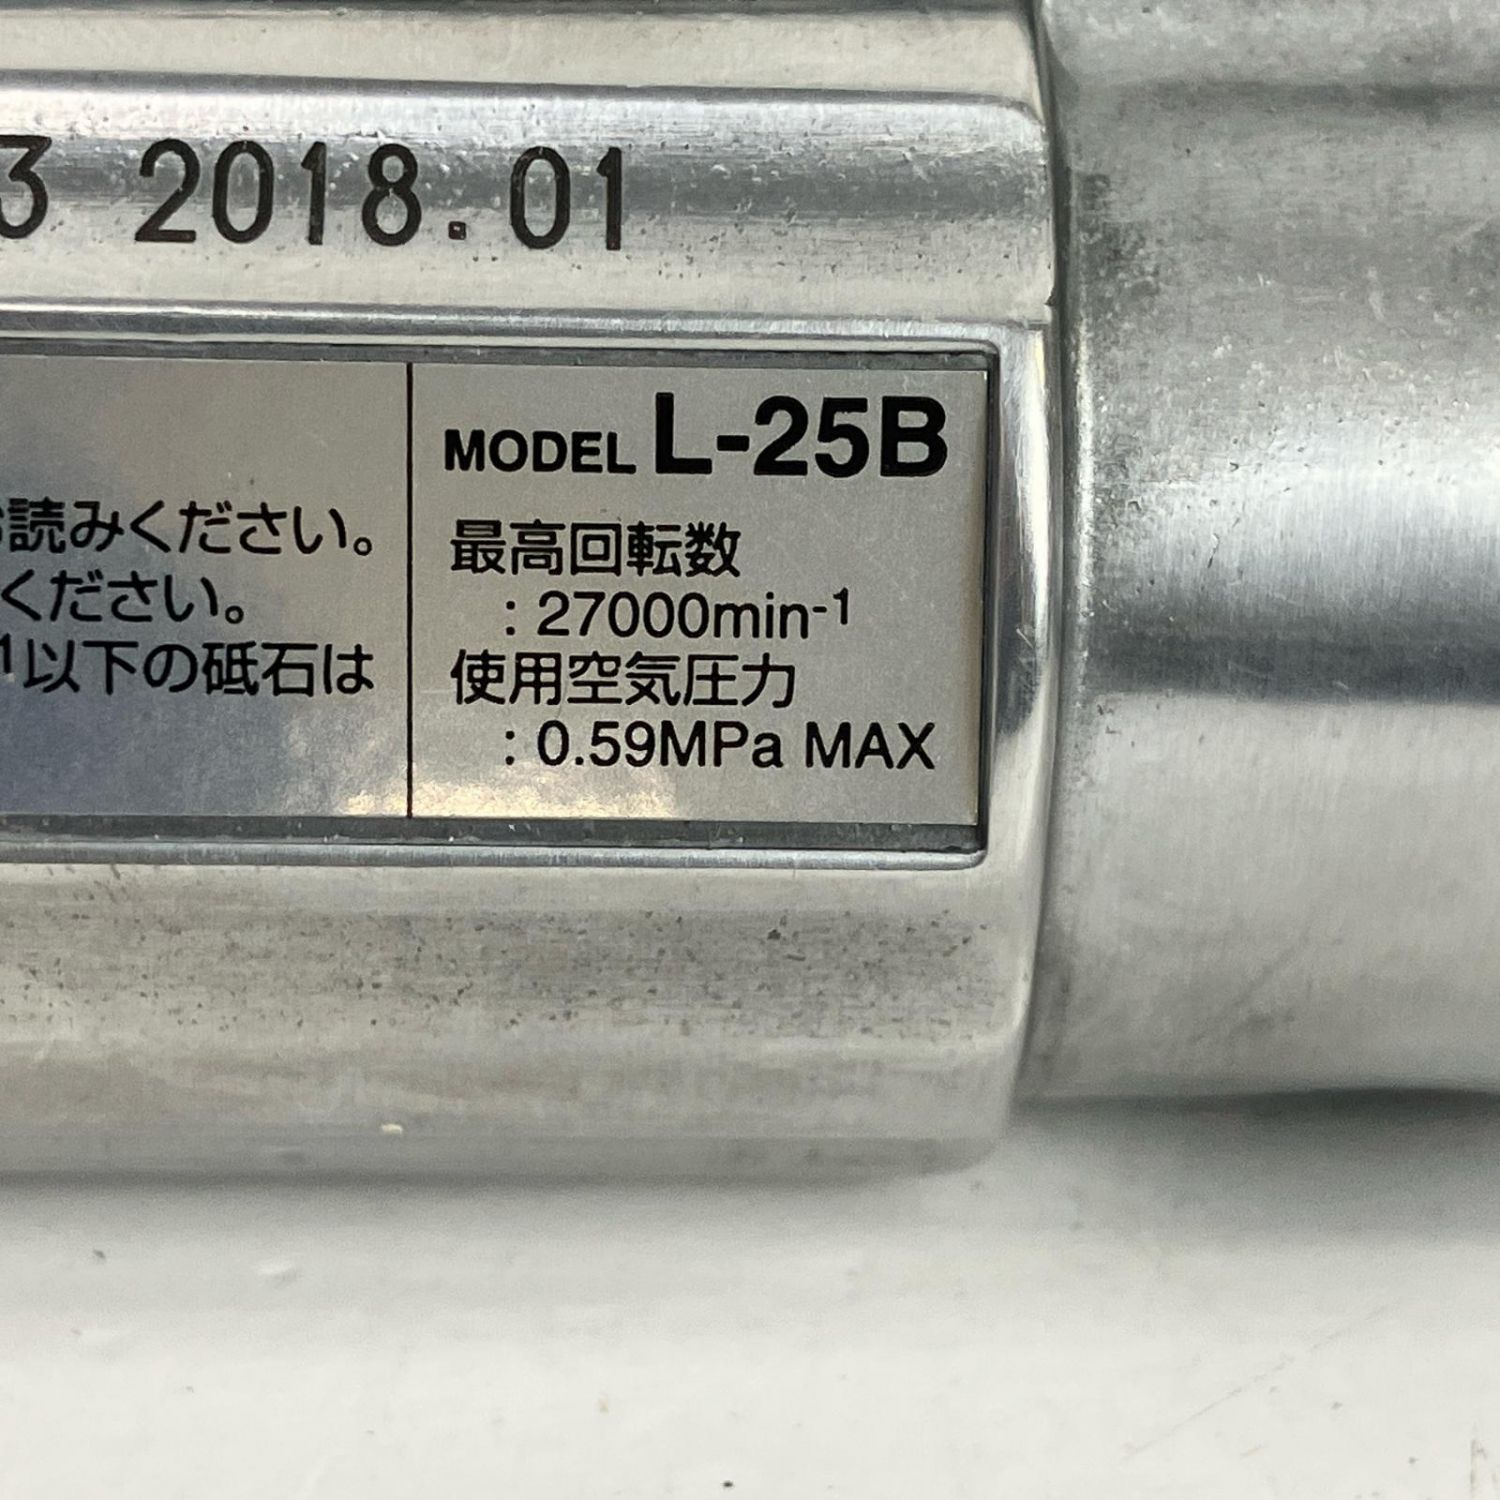 3 2018.01
MODEL L-25B
最高回転数
: 27000min-1
使用空気圧力
: 0.59MPa MAX
読みください。
ください。
1以下の砥石は